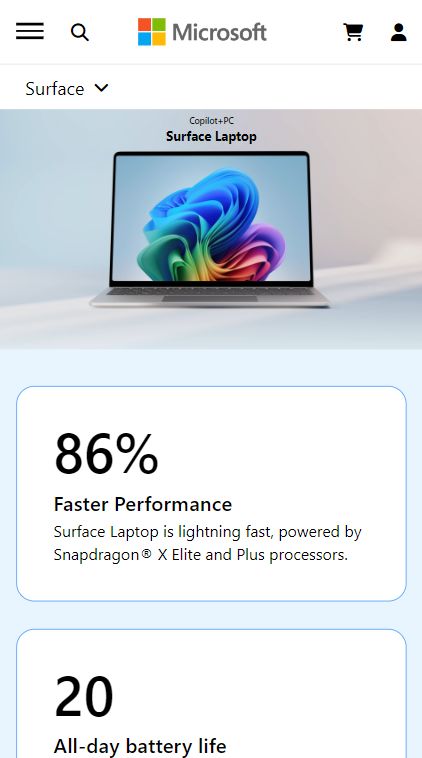 Microsoft
Surface
Copilot+PC
Surface Laptop
86%
Faster Performance
Surface Laptop is lightning fast, powered by
Snapdragon® X Elite and Plus processors.
20
All-day battery life